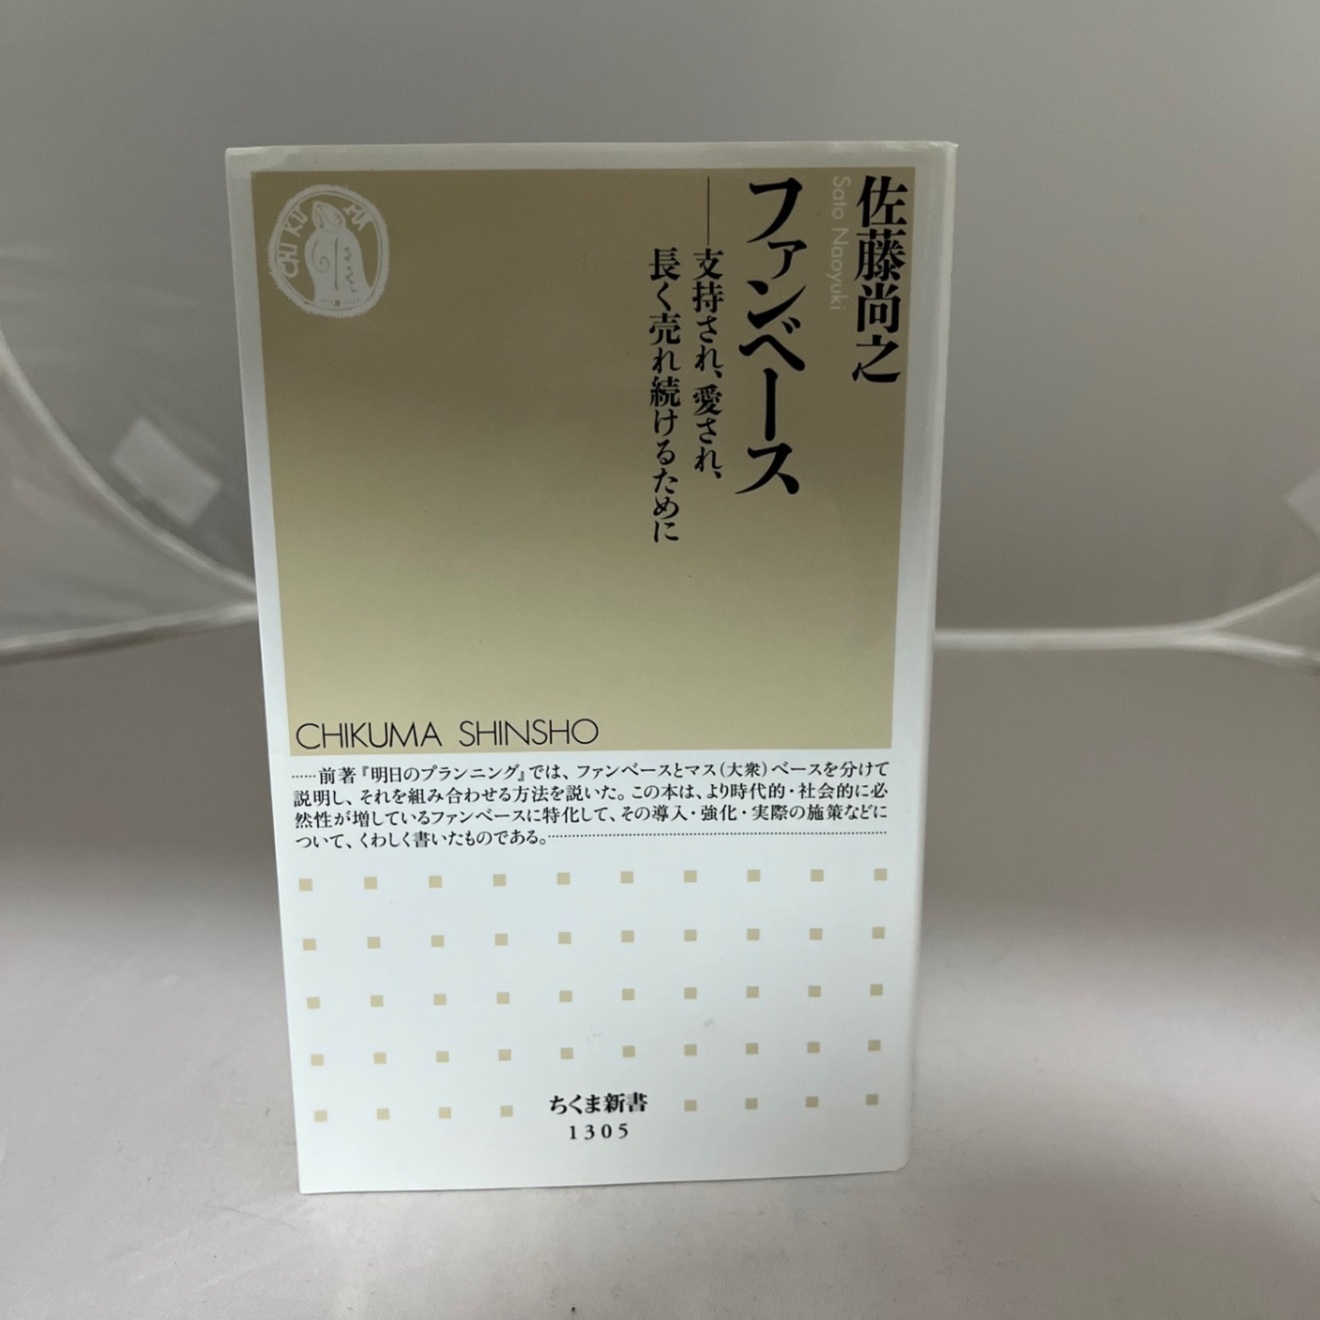 佐藤尚之
Sato Naoyuki
ファンベース
――支持され、愛され、
長く売れ続けるために
CHIKUMA
CHIKUMA SHINSHO
……前著『明日のプランニング』では、ファンベースとマス（大衆）ベースを分けて
説明し、それを組み合わせる方法を説いた。この本は、より時代的・社会的に必
然性が増しているファンベースに特化して、その導入・強化・実際の施策などに
ついて、くわしく書いたものである。……
ちくま新書
1305